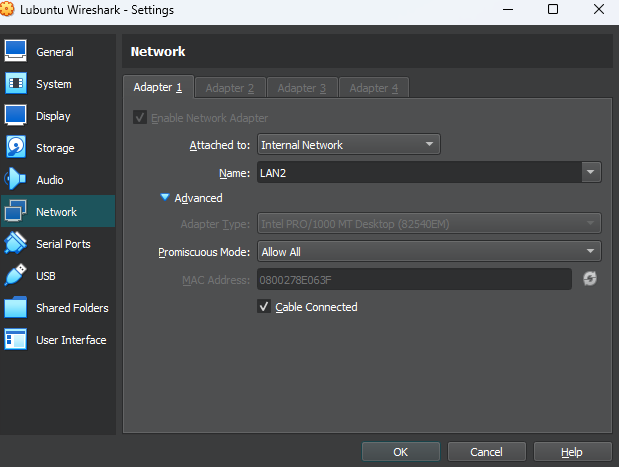 Lubuntu Wireshark - Settings
General
System
Display
Storage
Audio
Network
Serial Ports
USB
Shared Folders
User Interface
Network
Adapter 1 Adapter 2 Adapter 3 Adapter 4
Enable Network Adapter
Attached to: Internal Network
Name: LAN2
Advanced
Adapter Type: Intel PRO/1000 MT Desktop (82540EM)
Promiscuous Mode: Allow All
MAC Address: 0800278E063F
Cable Connected
OK Cancel Help